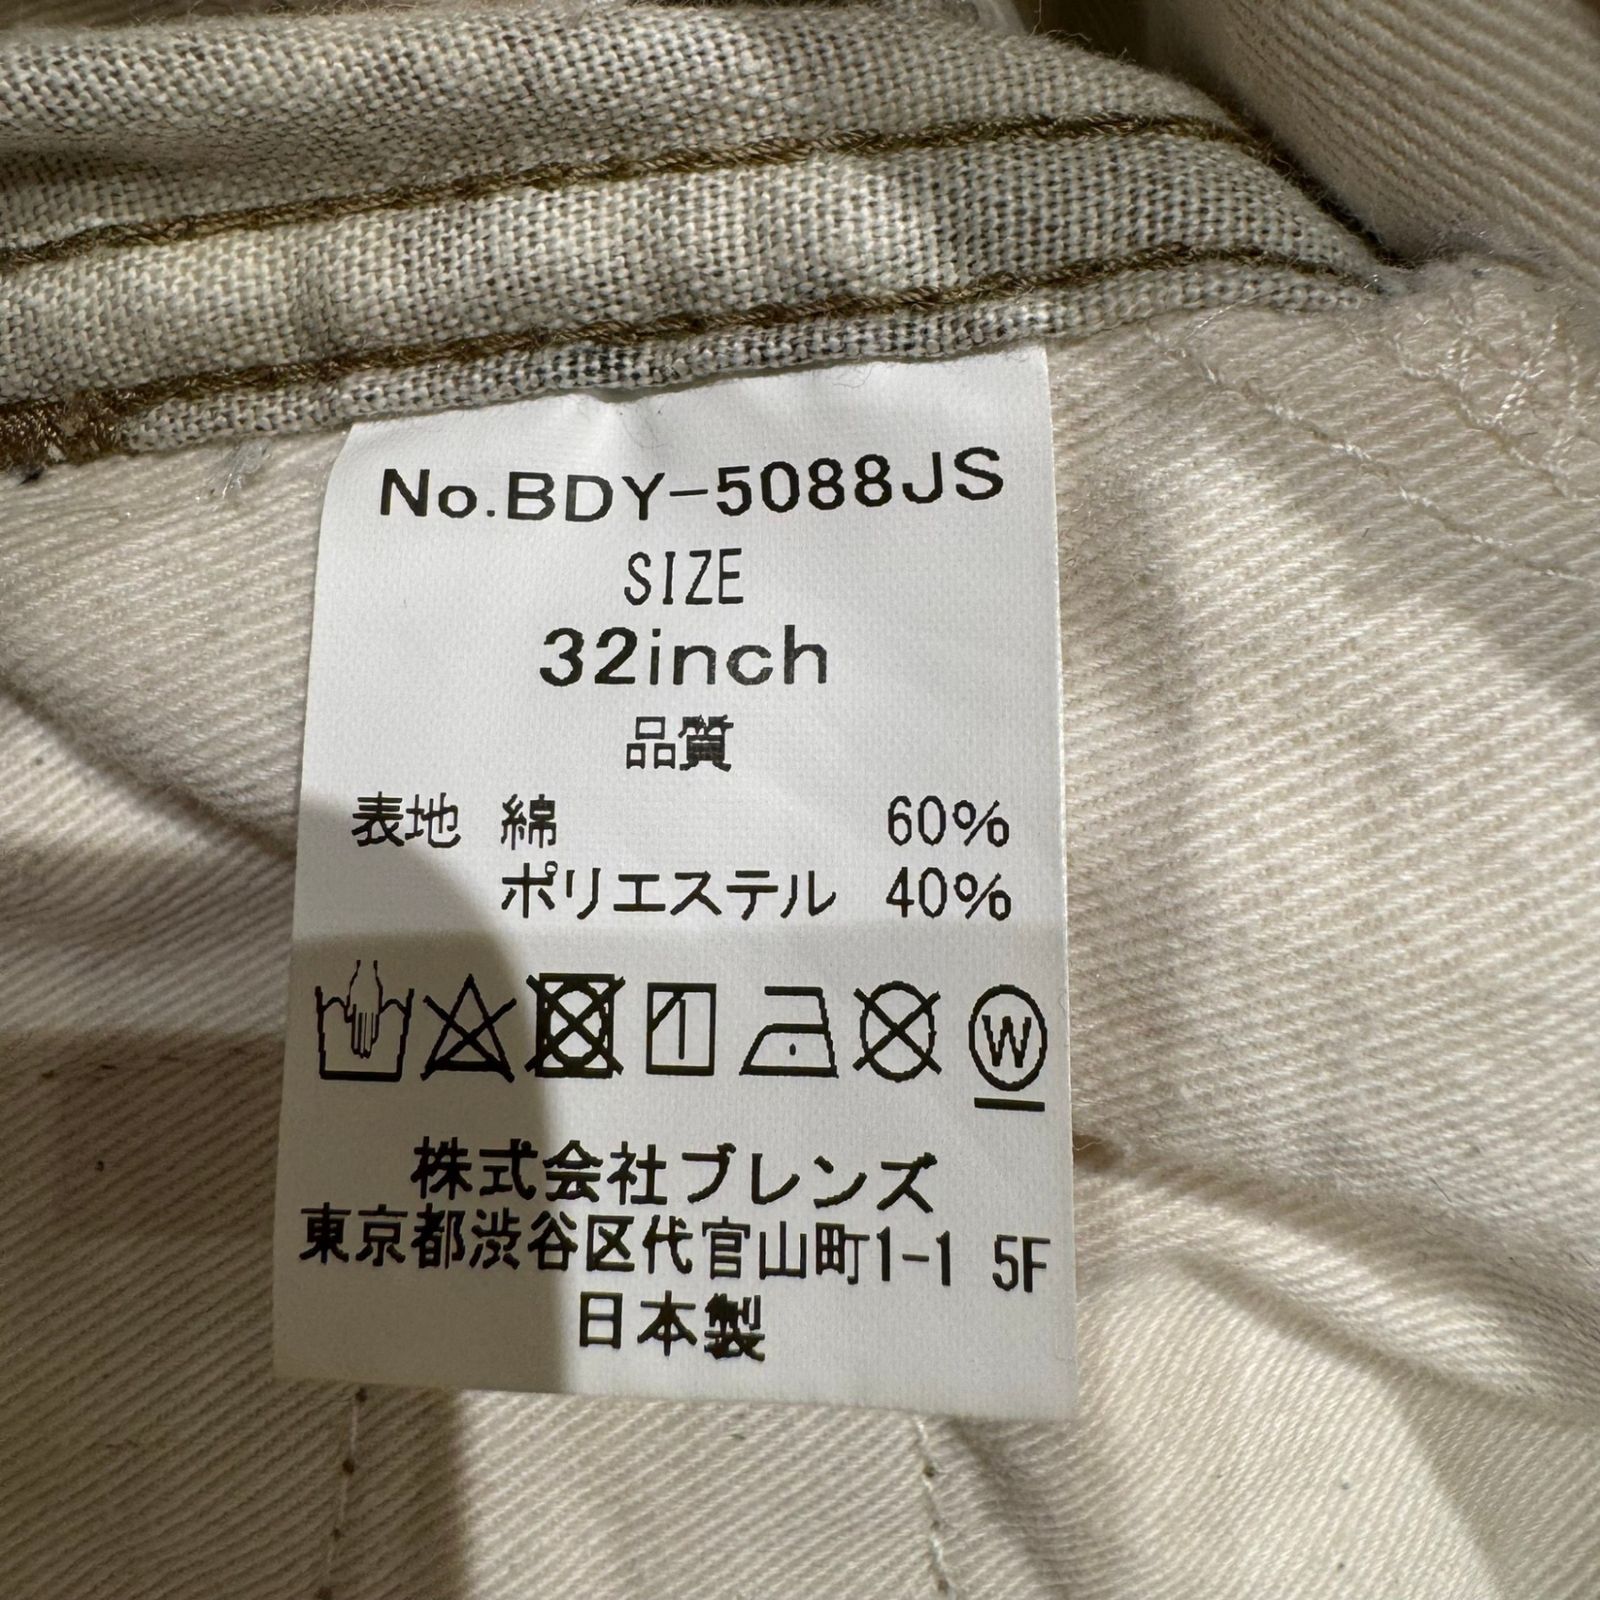 No.BDY-5088JS
SIZE
32inch
品質
表地 綿 60%
ポリエステル 40%
W
株式会社ブレンズ
東京都渋谷区代官山町1-1 5F
日本製